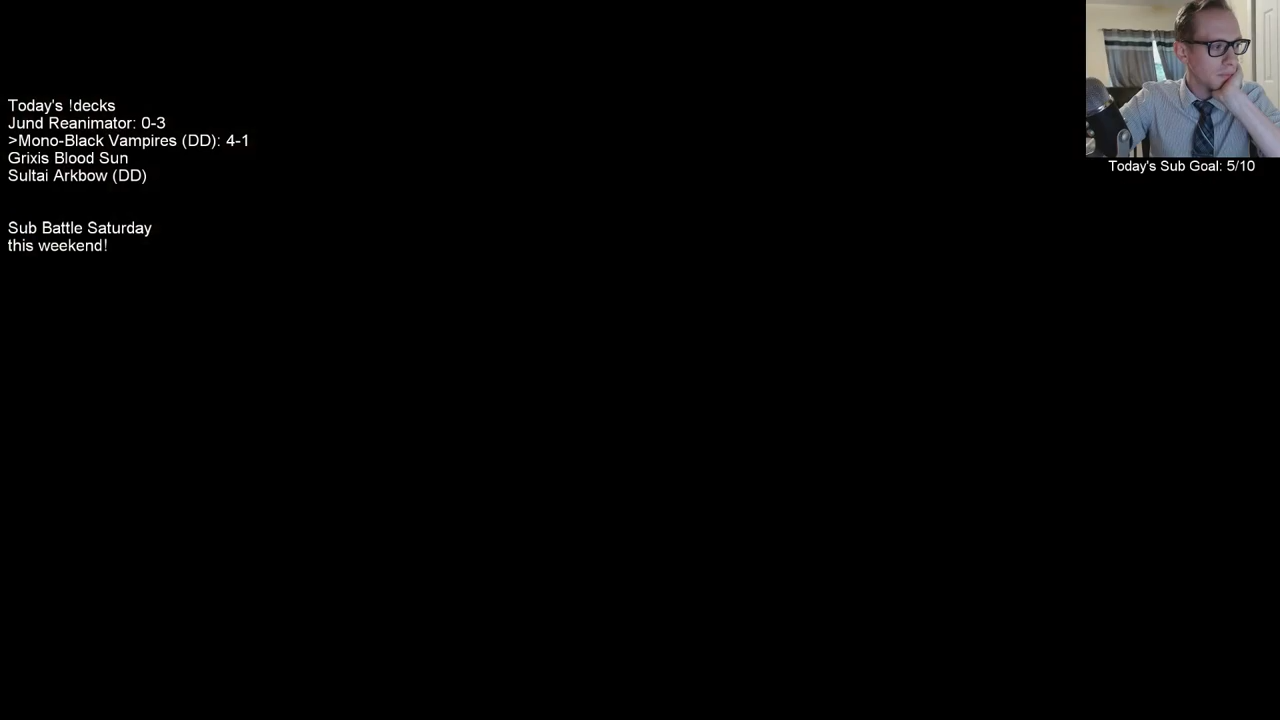 Today's !decks
Jund Reanimator: 0-3
>Mono-Black Vampires (DD): 4-1
Grixis Blood Sun
Sultai Arkbow (DD)
Sub Battle Saturday
this weekend!
Today's Sub Goal: 5/10